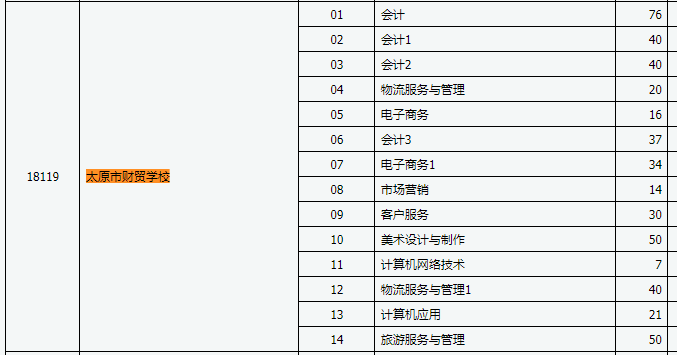 01 会计 76
02 会计1 40
03 会计2 40
04 物流服务与管理 20
05 电子商务 16
06 会计3 37
07 电子商务1 34
18119 太原市财贸学校
08 市场营销 14
09 客户服务 30
10 美术设计与制作 50
11 计算机网络技术 7
12 物流服务与管理1 40
13 计算机应用 21
14 旅游服务与管理 50